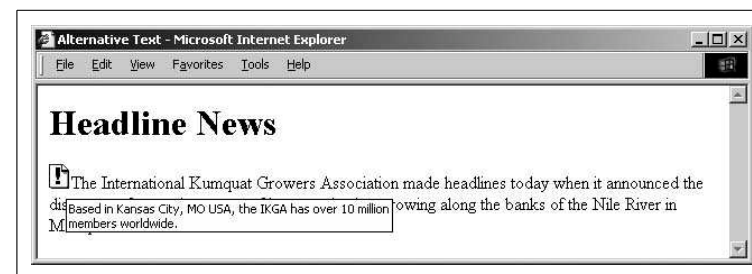 Alternative Text - Microsoft Internet Explorer
File Edit View Favorites Tools Help
Headline News
The International Kumquat Growers Association made headlines today when it announced the
dis rowing along the banks of the Nile River in
Based in Kansas City, MO USA, the IKGA has over 10 million
members worldwide.
M